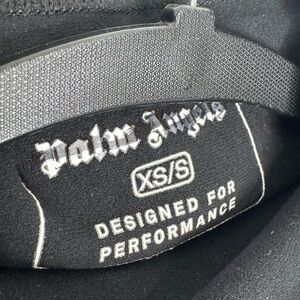 Palm Angels
XS/S
DESIGNED FOR
PERFORMANCE